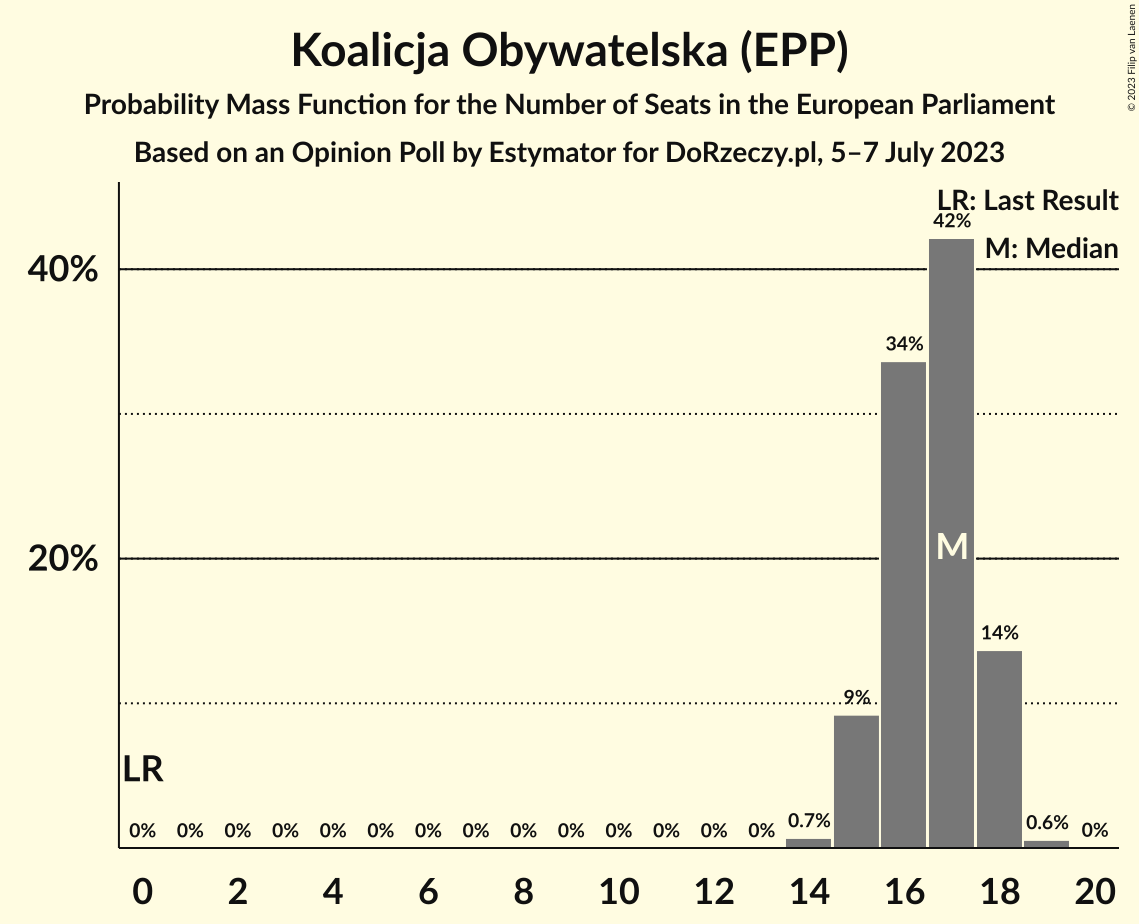 Koalicja Obywatelska (EPP)
Probability Mass Function for the Number of Seats in the European Parliament
Based on an Opinion Poll by Estymator for DoRzeczy.pl, 5–7 July 2023
© 2023 Filip van Laenen
LR: Last Result
M: Median
42%
40%
34%
20%
M
14%
9%
LR
0% 0% 0% 0% 0% 0% 0% 0% 0% 0% 0% 0% 0% 0% 0.7% 0.6% 0%
0 2 4 6 8 10 12 14 16 18 20